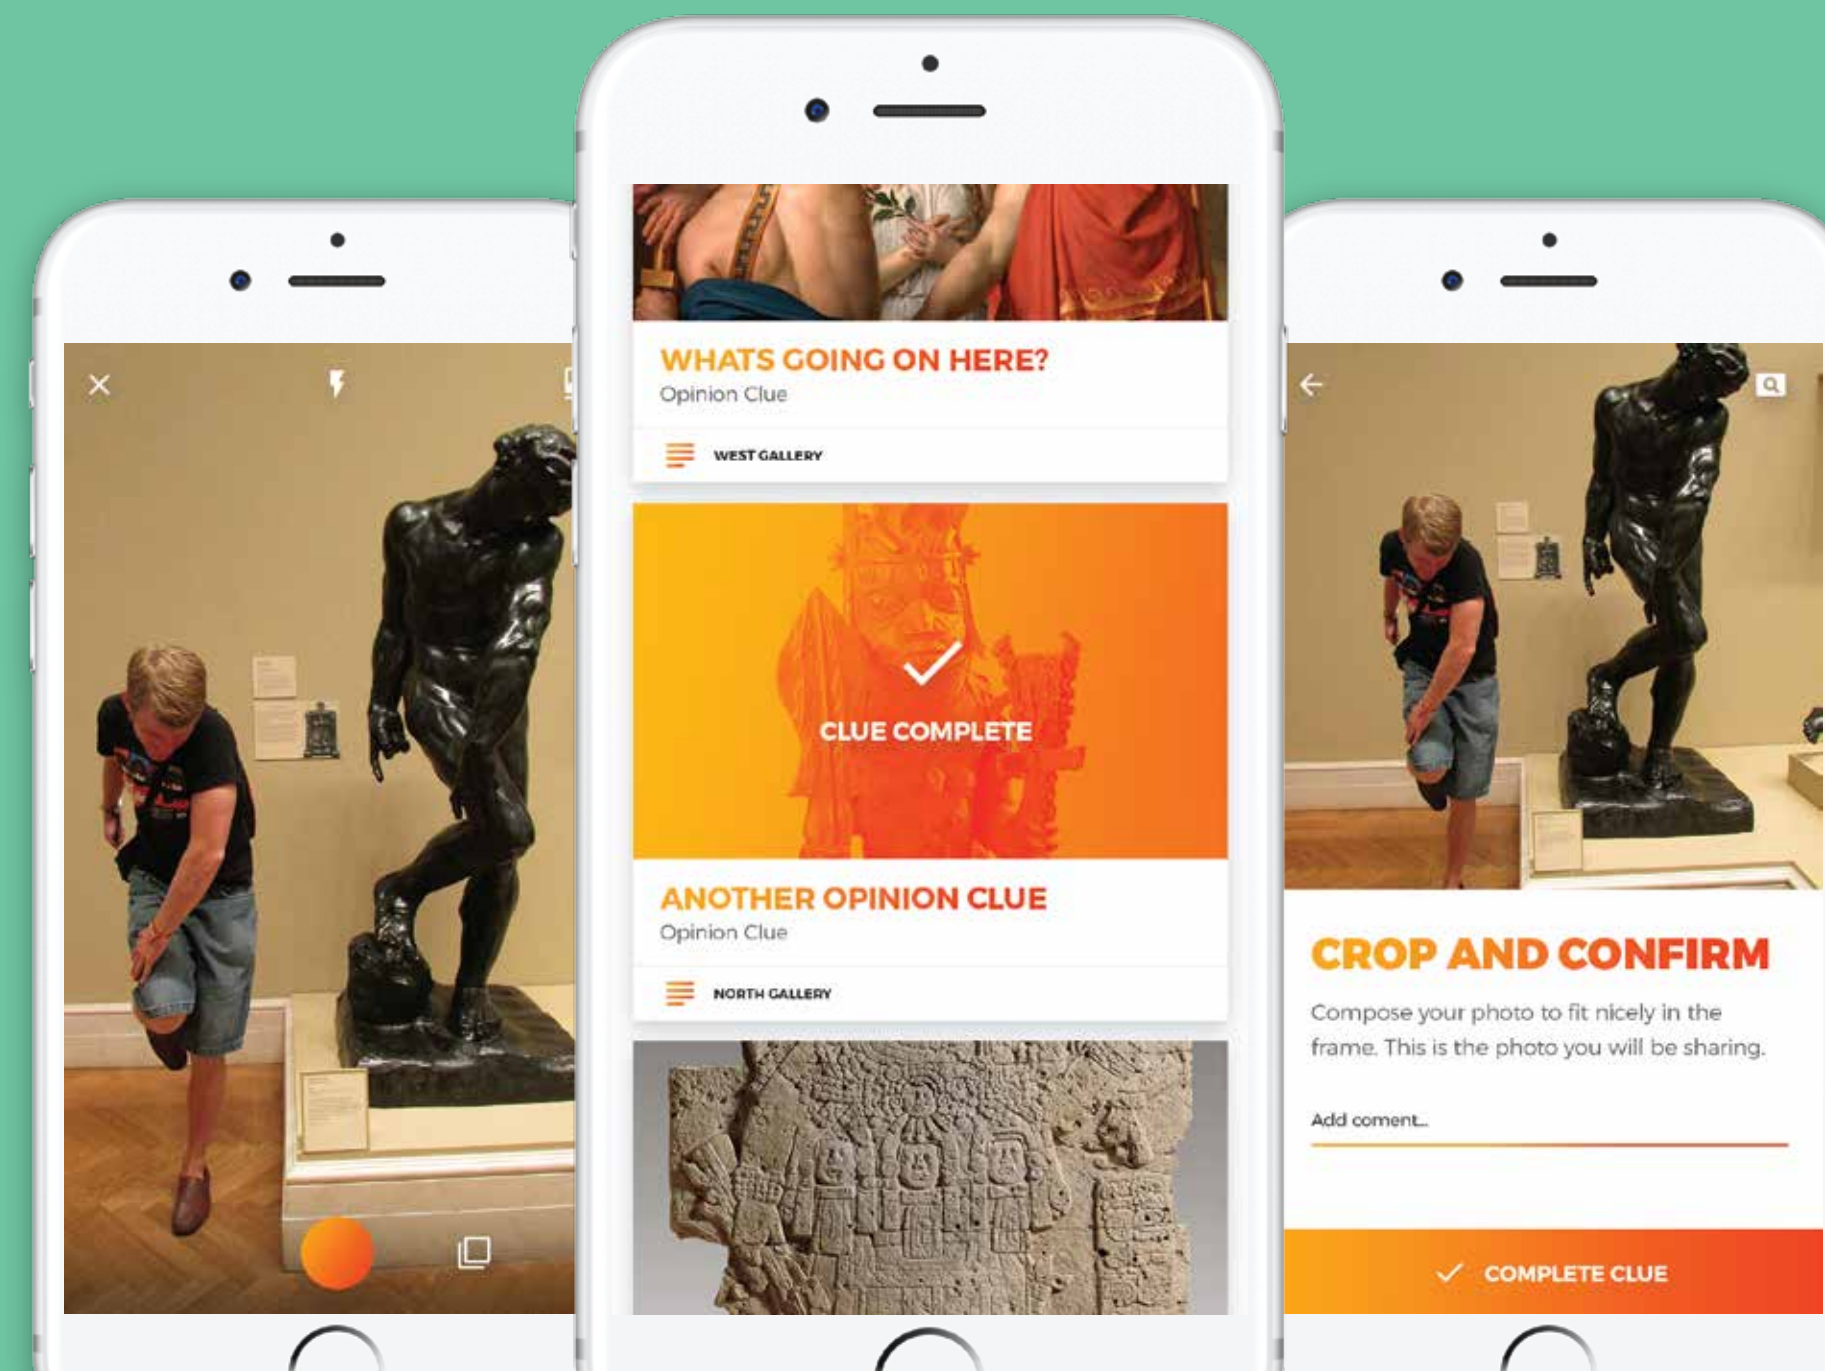 WHATS GOING ON HERE?
Opinion Clue
WEST GALLERY
CLUE COMPLETE
ANOTHER OPINION CLUE
Opinion Clue
NORTH GALLERY
CROP AND CONFIRM
Compose your photo to fit nicely in the
frame. This is the photo you will be sharing.
Add coment...
COMPLETE CLUE